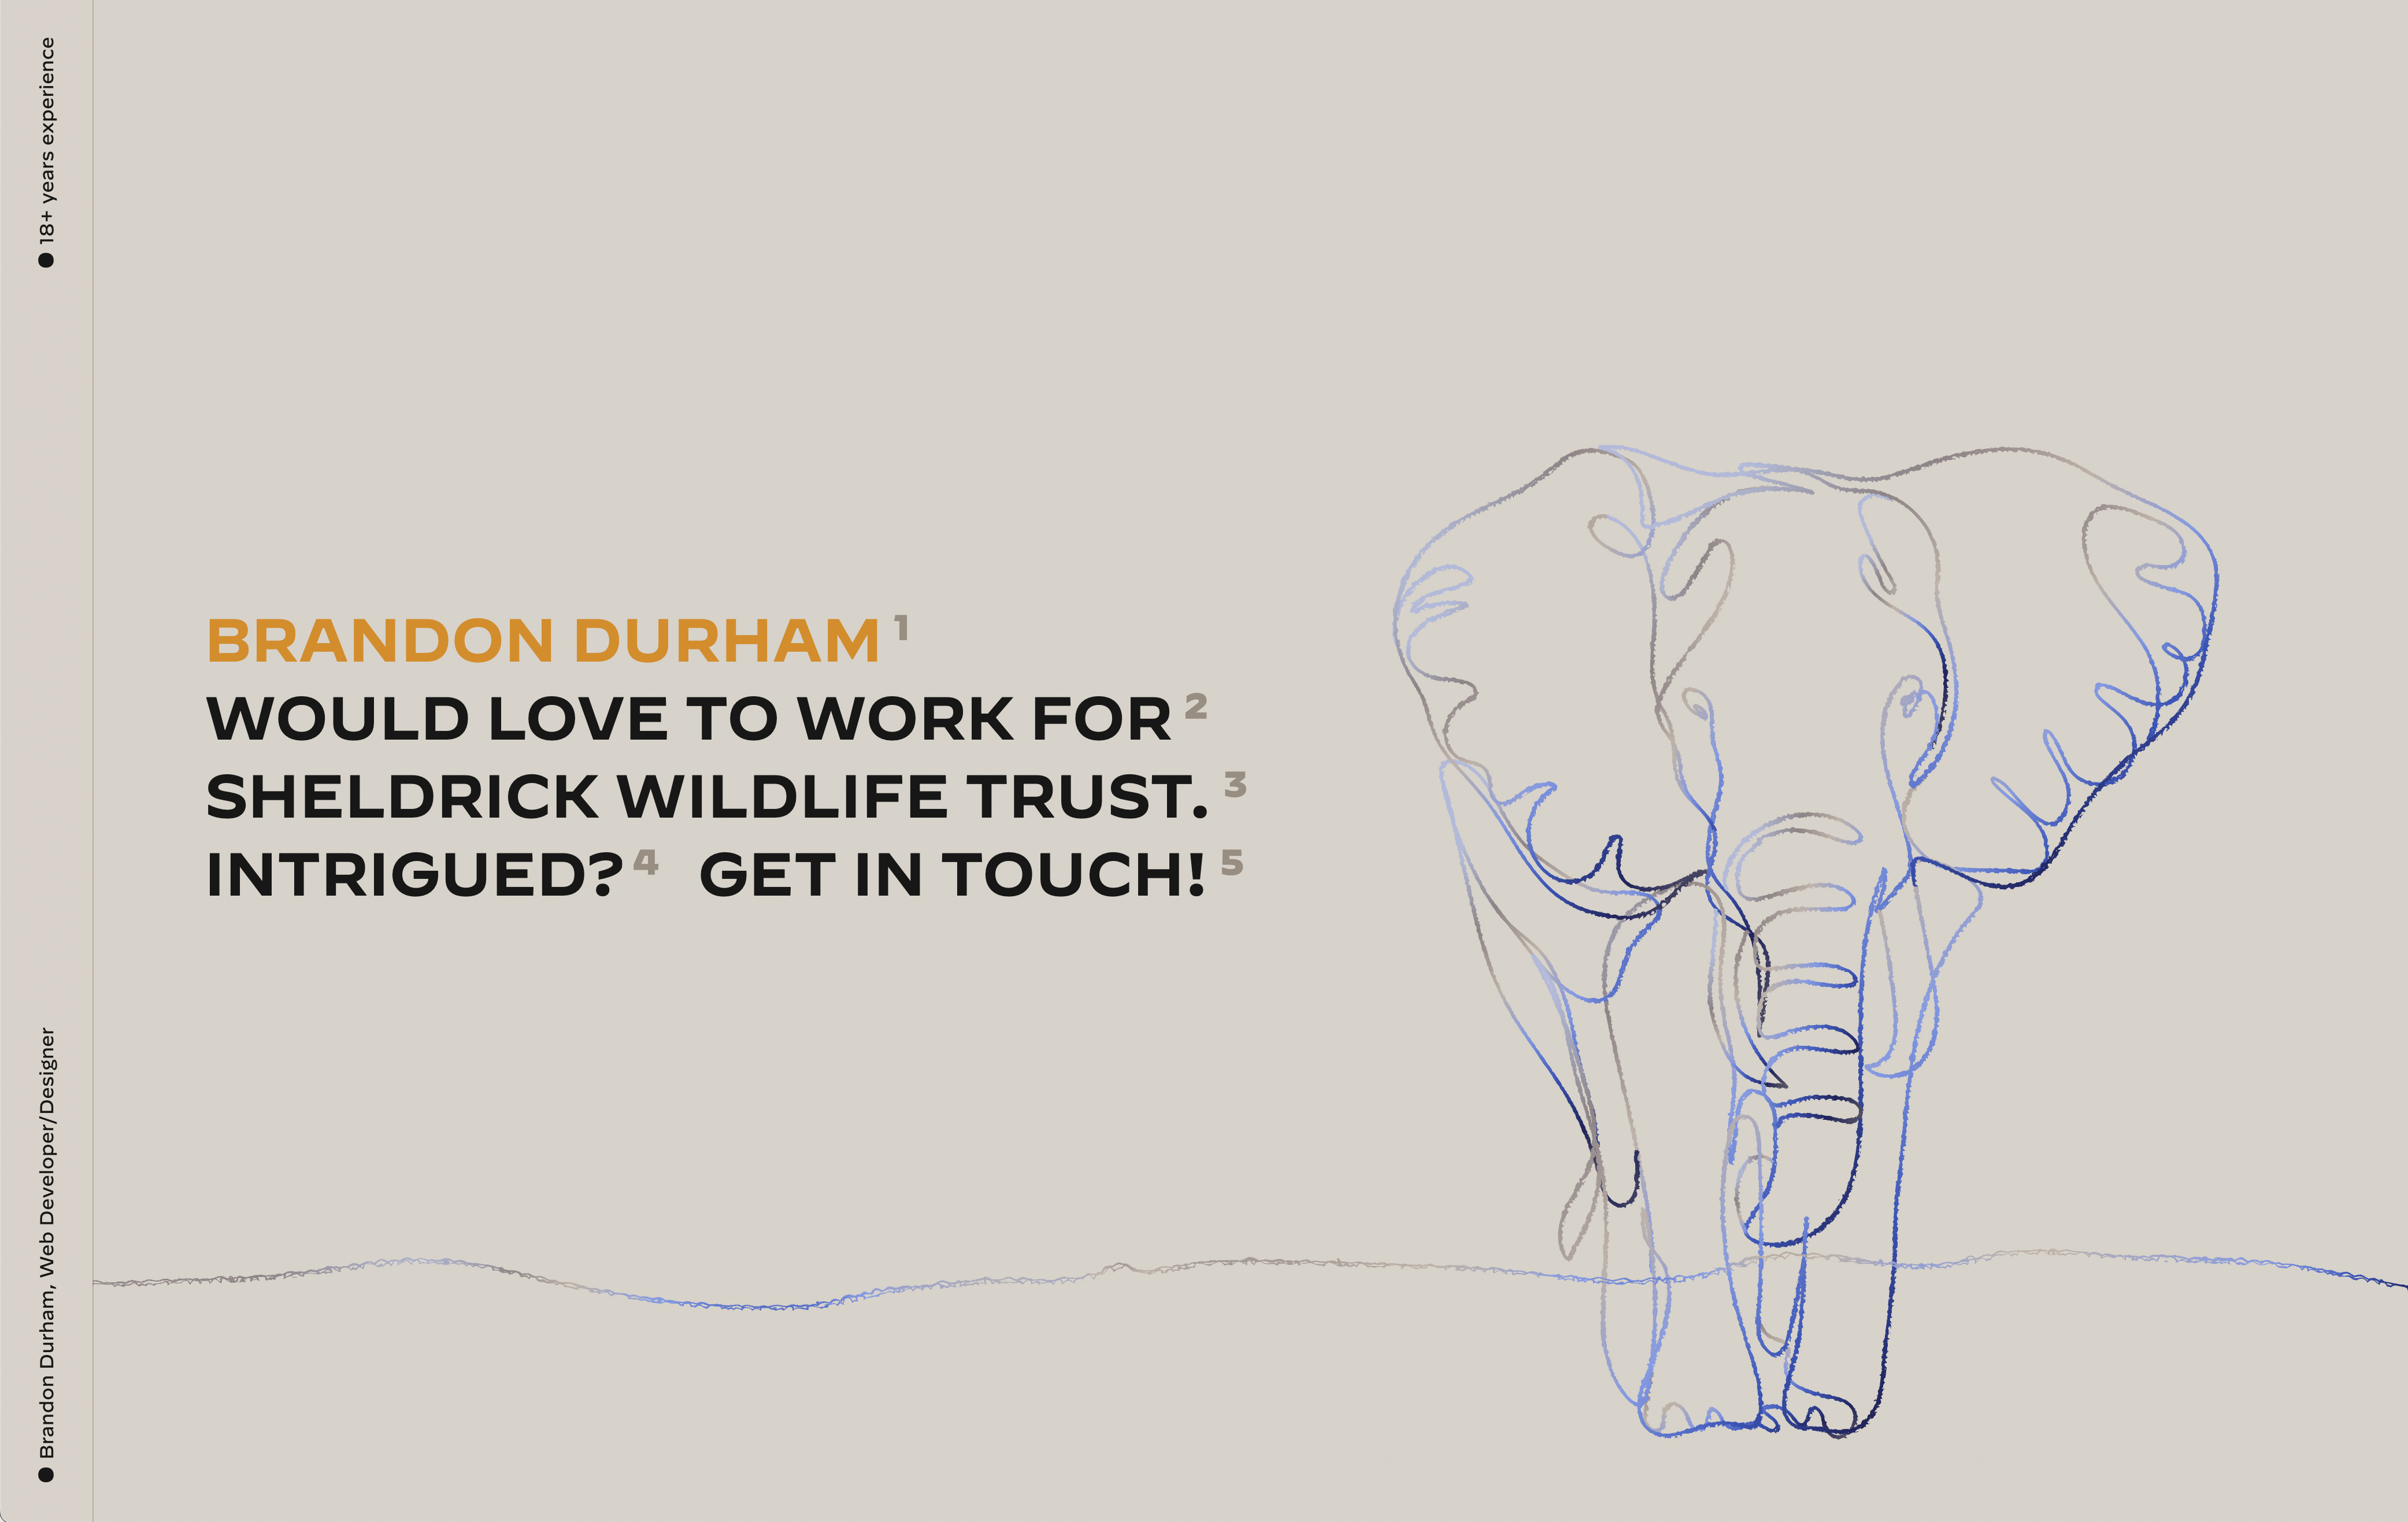 18+ years experience
Brandon Durham, Web Developer/Designer
BRANDON DURHAM 1
WOULD LOVE TO WORK FOR 2
SHELDRICK WILDLIFE TRUST. 3
INTRIGUED? 4 GET IN TOUCH! 5